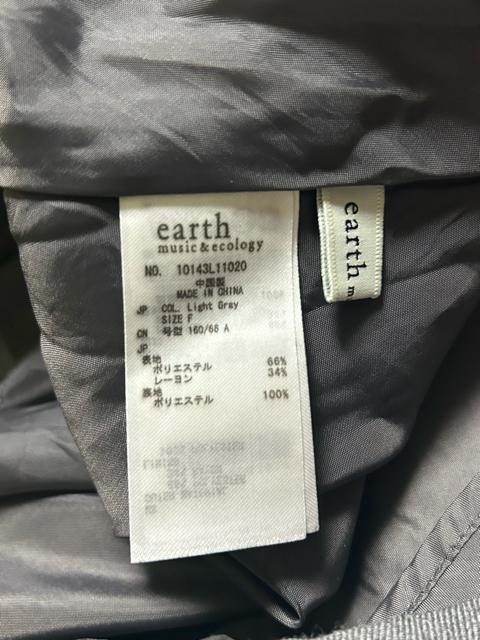 earth
music&ecology
NO. 10143L11020
中国製
MADE IN CHINA
JP COL. Light Gray
SIZE F
CN 号型 160/66 A
JP
表地
ポリエステル 66%
レーヨン 34%
裏地
ポリエステル 100%
earth m